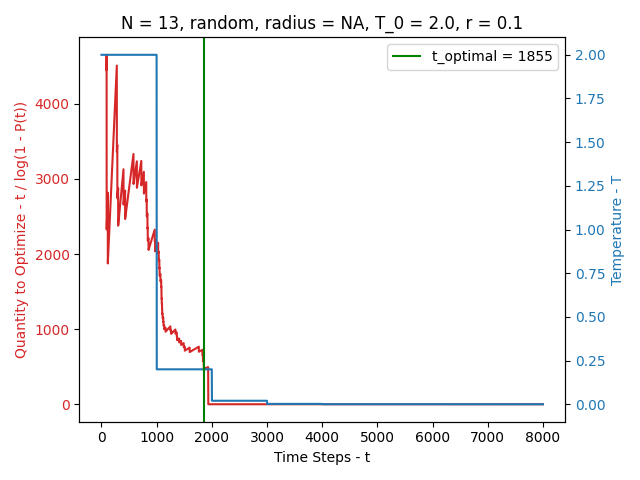 N = 13, random, radius = NA, T_0 = 2.0, r = 0.1
t_optimal = 1855
Quantity to Optimize - t / log(1 - P(t))
4000
3000
2000
1000
0
2.00
1.75
1.50
1.25
1.00
0.75
0.50
0.25
0.00
Temperature - T
0 1000 2000 3000 4000 5000 6000 7000 8000
Time Steps - t